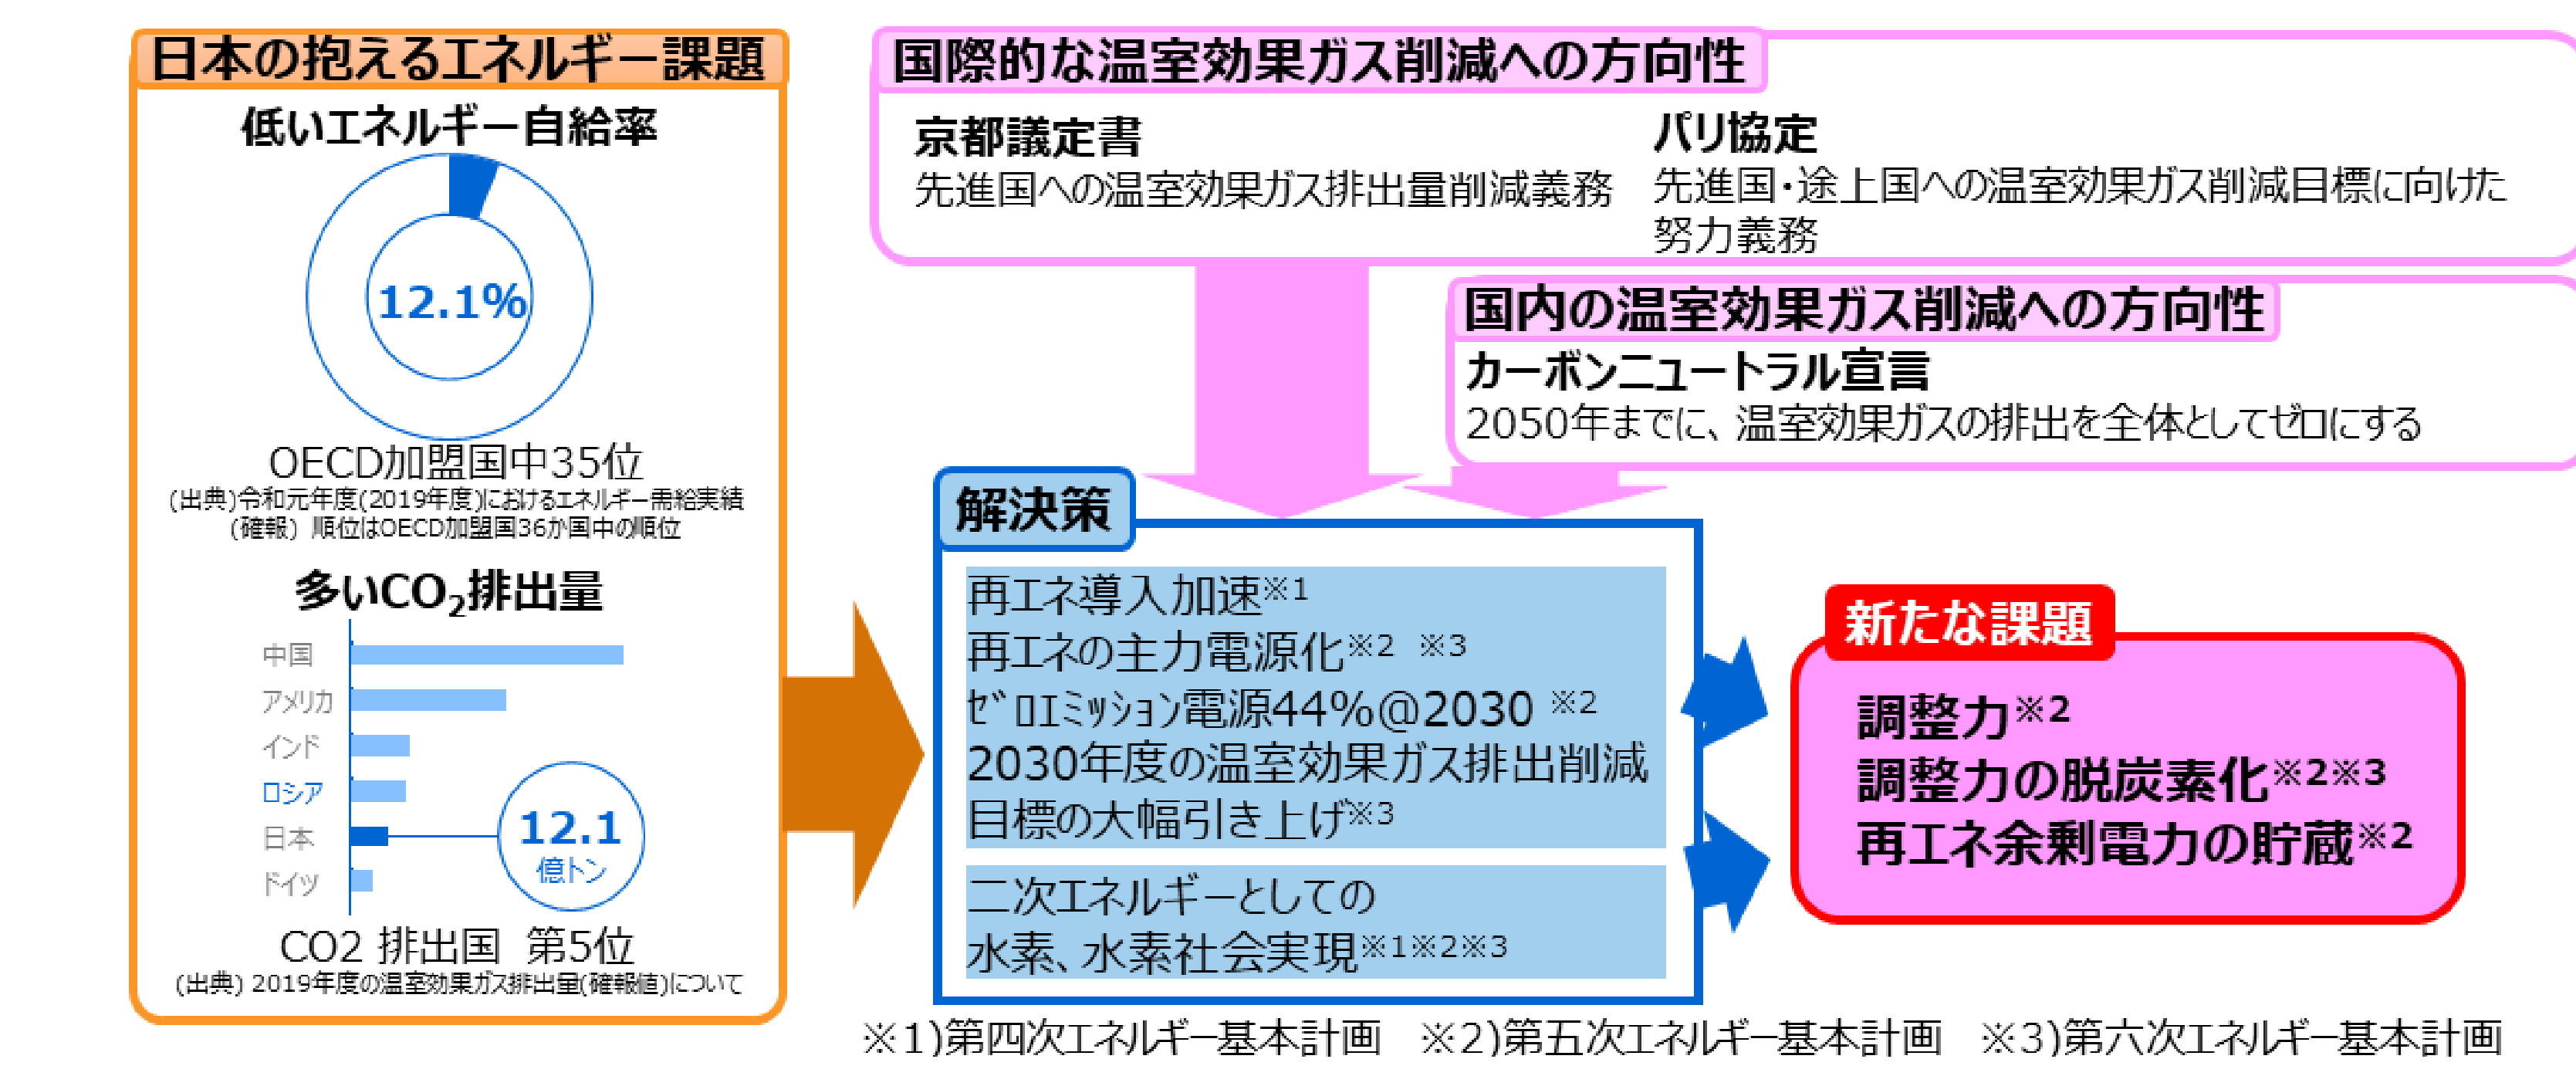 日本の抱えるエネルギー課題
低いエネルギー自給率
12.1%
OECD加盟国中35位
(出典)令和元年度(2019年度)におけるエネルギー需給実績
(確報) 順位はOECD加盟国36か国中の順位
多いCO₂排出量
中国
アメリカ
インド
ロシア
日本
ドイツ
12.1
億トン
CO2 排出国 第5位
(出典) 2019年度の温室効果ガス排出量(確報値)について
国際的な温室効果ガス削減への方向性
京都議定書
先進国への温室効果ガス排出量削減義務
パリ協定
先進国・途上国への温室効果ガス削減目標に向けた
努力義務
国内の温室効果ガス削減への方向性
カーボンニュートラル宣言
2050年までに、温室効果ガスの排出を全体としてゼロにする
解決策
再エネ導入加速※1
再エネの主力電源化※2 ※3
ｾﾞﾛｴﾐｯｼｮﾝ電源44%@2030 ※2
2030年度の温室効果ガス排出削減
目標の大幅引き上げ※3
二次エネルギーとしての
水素、水素社会実現※1※2※3
新たな課題
調整力※2
調整力の脱炭素化※2※3
再エネ余剰電力の貯蔵※2
※1)第四次エネルギー基本計画 ※2)第五次エネルギー基本計画 ※3)第六次エネルギー基本計画